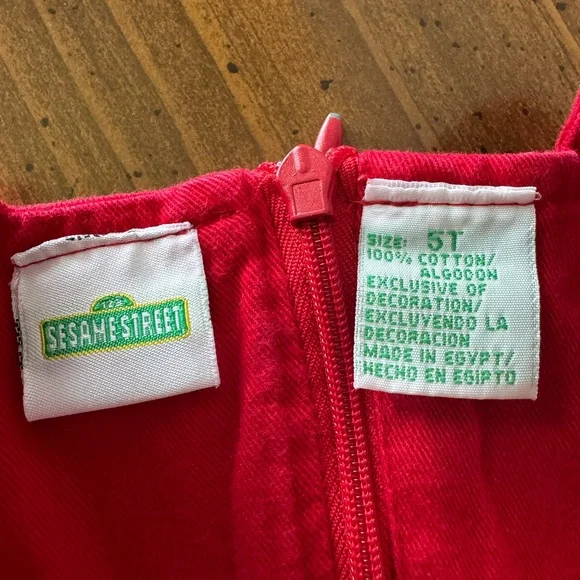 123
SESAME STREET
SIZE: 5T
100% COTTON/
ALGODON
EXCLUSIVE OF
DECORATION/
EXCLUYENDO LA
DECORACION
MADE IN EGYPT/
HECHO EN EGIPTO